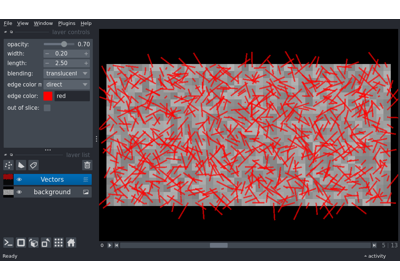 File View Window Plugins Help
layer controls
opacity: 0.70
width: 0.20
length: 2.50
blending: translucent
edge color m direct
edge color: red
out of slice:
layer list
Vectors
background
0 5 13
Ready
activity